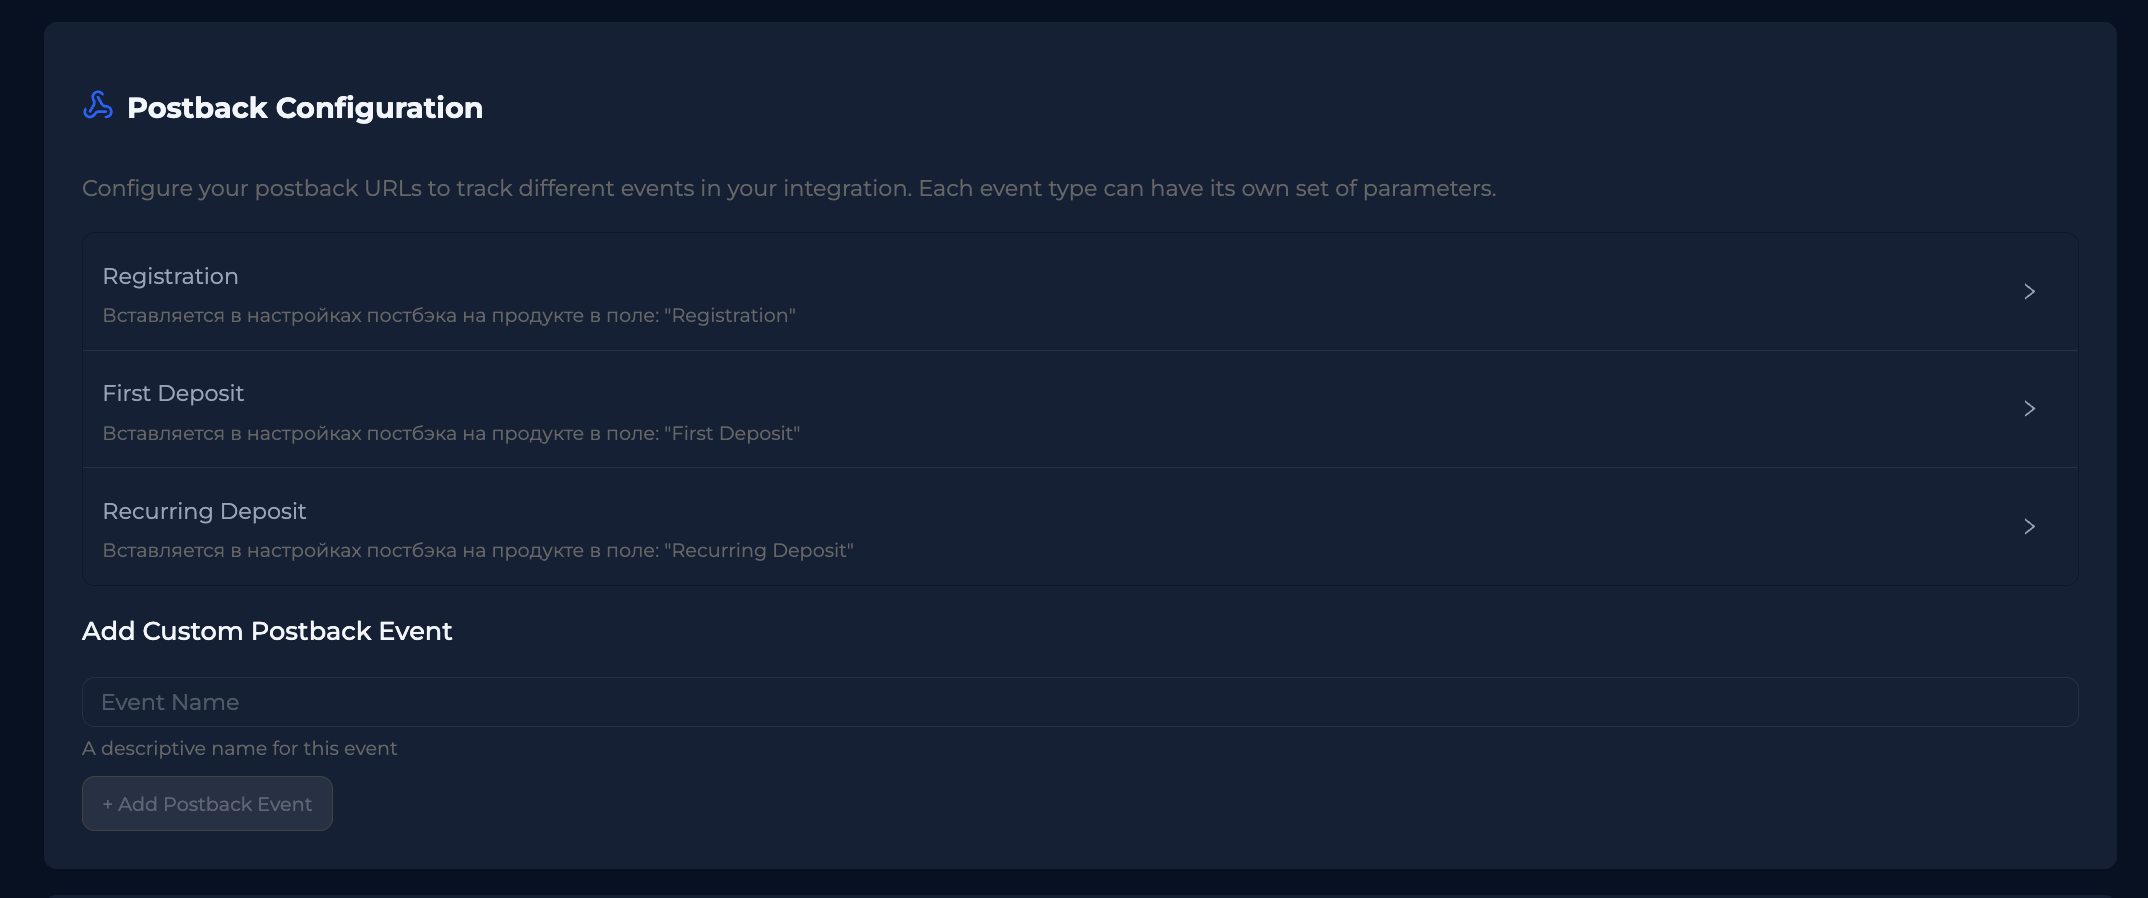 Postback Configuration
Configure your postback URLs to track different events in your integration. Each event type can have its own set of parameters.
Registration
Вставляется в настройках постбэка на продукте в поле: "Registration"
First Deposit
Вставляется в настройках постбэка на продукте в поле: "First Deposit"
Recurring Deposit
Вставляется в настройках постбэка на продукте в поле: "Recurring Deposit"
Add Custom Postback Event
Event Name
A descriptive name for this event
+ Add Postback Event